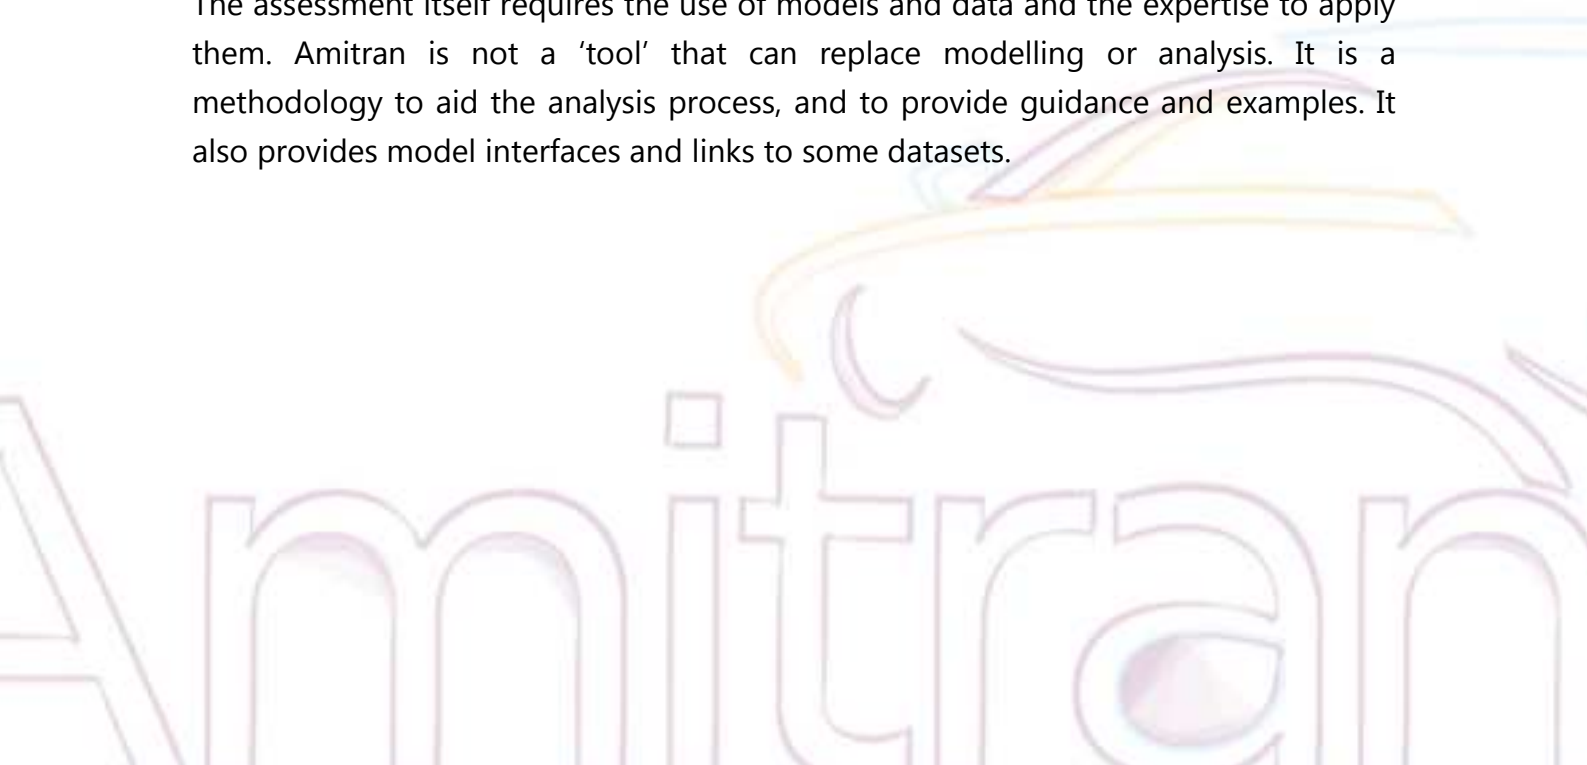 The assessment itself requires the use of models and data and the expertise to apply
them. Amitran is not a ‘tool’ that can replace modelling or analysis. It is a
methodology to aid the analysis process, and to provide guidance and examples. It
also provides model interfaces and links to some datasets.
Amitran